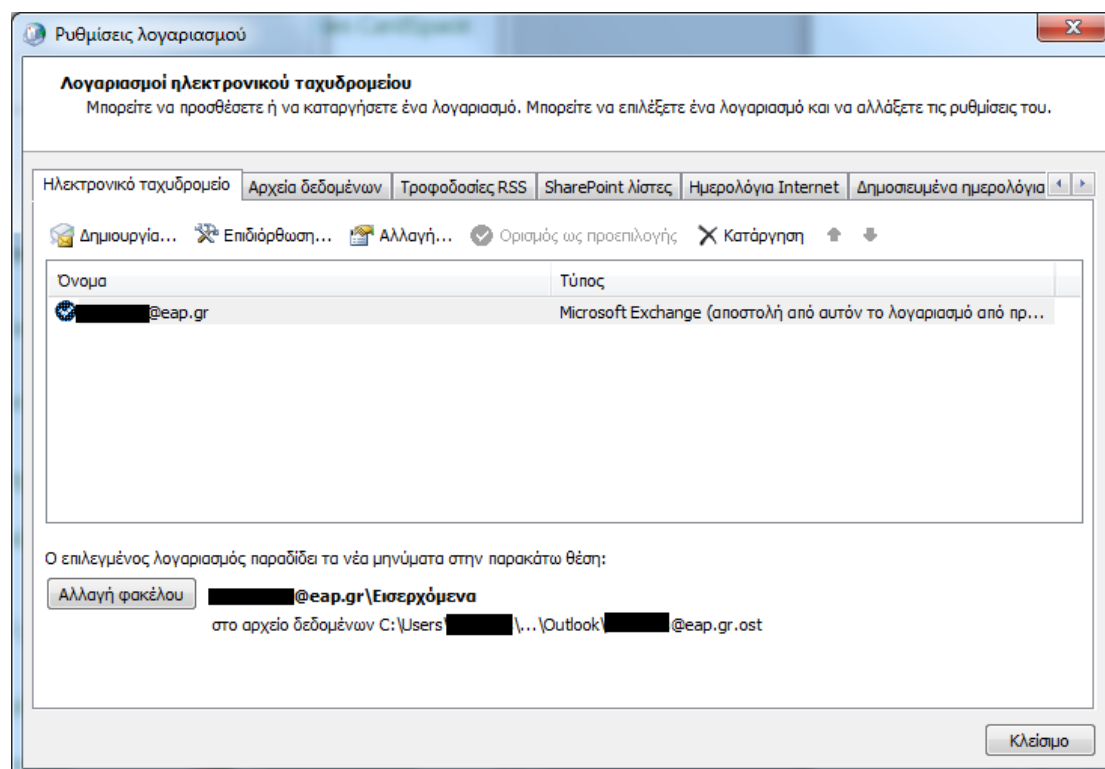 Ρυθμίσεις λογαριασμού
Λογαριασμοί ηλεκτρονικού ταχυδρομείου
Μπορείτε να προσθέσετε ή να καταργήσετε ένα λογαριασμό. Μπορείτε να επιλέξετε ένα λογαριασμό και να αλλάξετε τις ρυθμίσεις του.
Ηλεκτρονικό ταχυδρομείο Αρχεία δεδομένων Τροφοδοσίες RSS SharePoint λίστες Ημερολόγια Internet Δημοσιευμένα ημερολόγια
Δημιουργία... Επιδιόρθωση... Αλλαγή... Ορισμός ως προεπιλογής Κατάργηση
Όνομα Τύπος
@eap.gr Microsoft Exchange (αποστολή από αυτόν το λογαριασμό από πρ...
Ο επιλεγμένος λογαριασμός παραδίδει τα νέα μηνύματα στην παρακάτω θέση:
Αλλαγή φακέλου @eap.gr\Εισερχόμενα
στο αρχείο δεδομένων C:\Users\ \...\Outlook\ @eap.gr.ost
Κλείσιμο